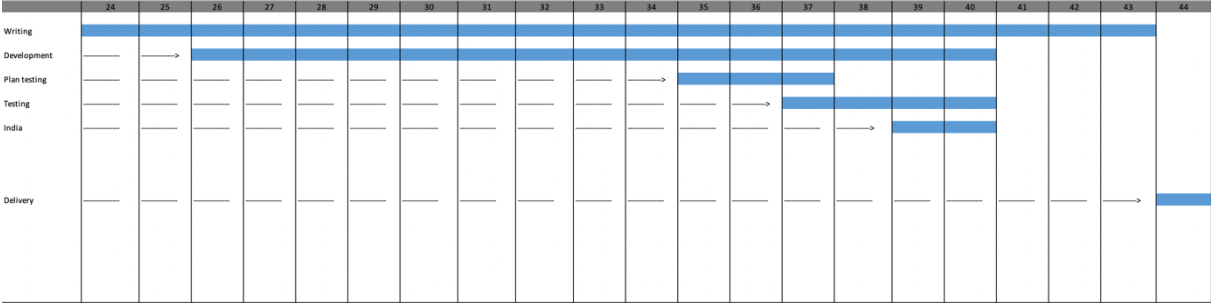 24 25 26 27 28 29 30 31 32 33 34 35 36 37 38 39 40 41 42 43 44
Writing
Development
Plan testing
Testing
India
Delivery